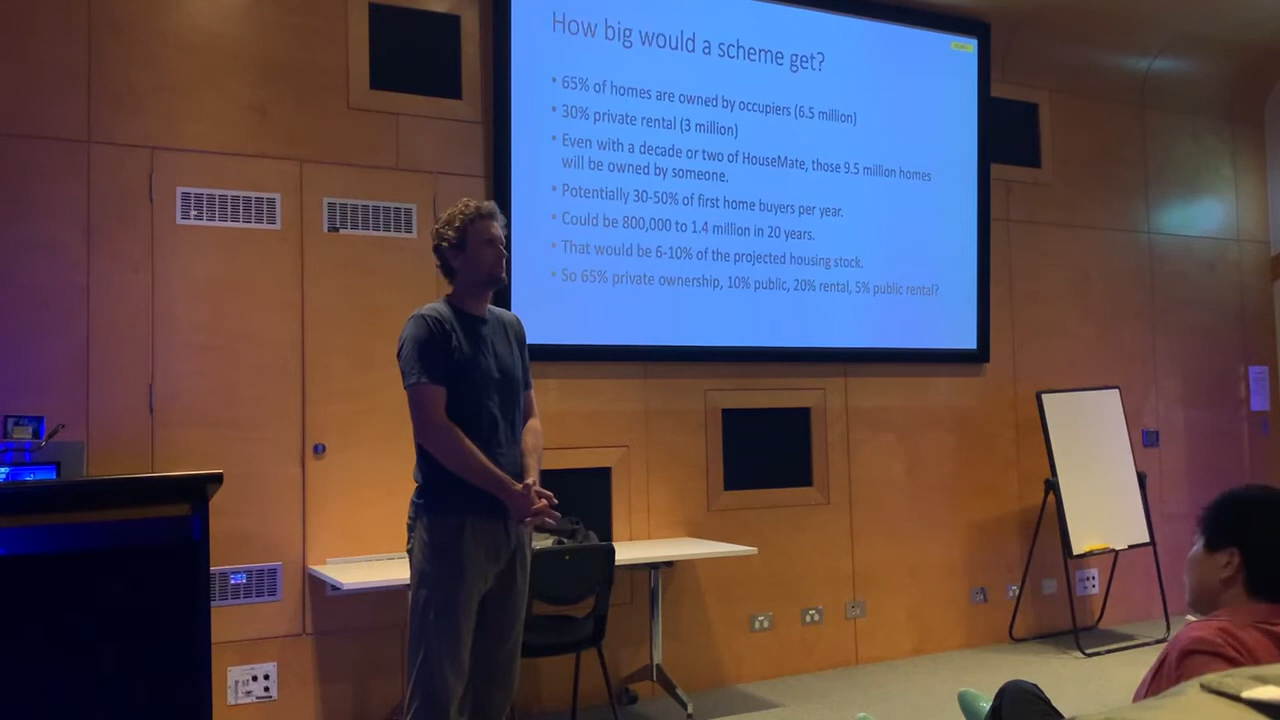 How big would a scheme get?
• 65% of homes are owned by occupiers (6.5 million)
• 30% private rental (3 million)
• Even with a decade or two of HouseMate, those 9.5 million homes
will be owned by someone.
• Potentially 30-50% of first home buyers per year.
• Could be 800,000 to 1.4 million in 20 years.
• That would be 6-10% of the projected housing stock.
• So 65% private ownership, 10% public, 20% rental, 5% public rental?